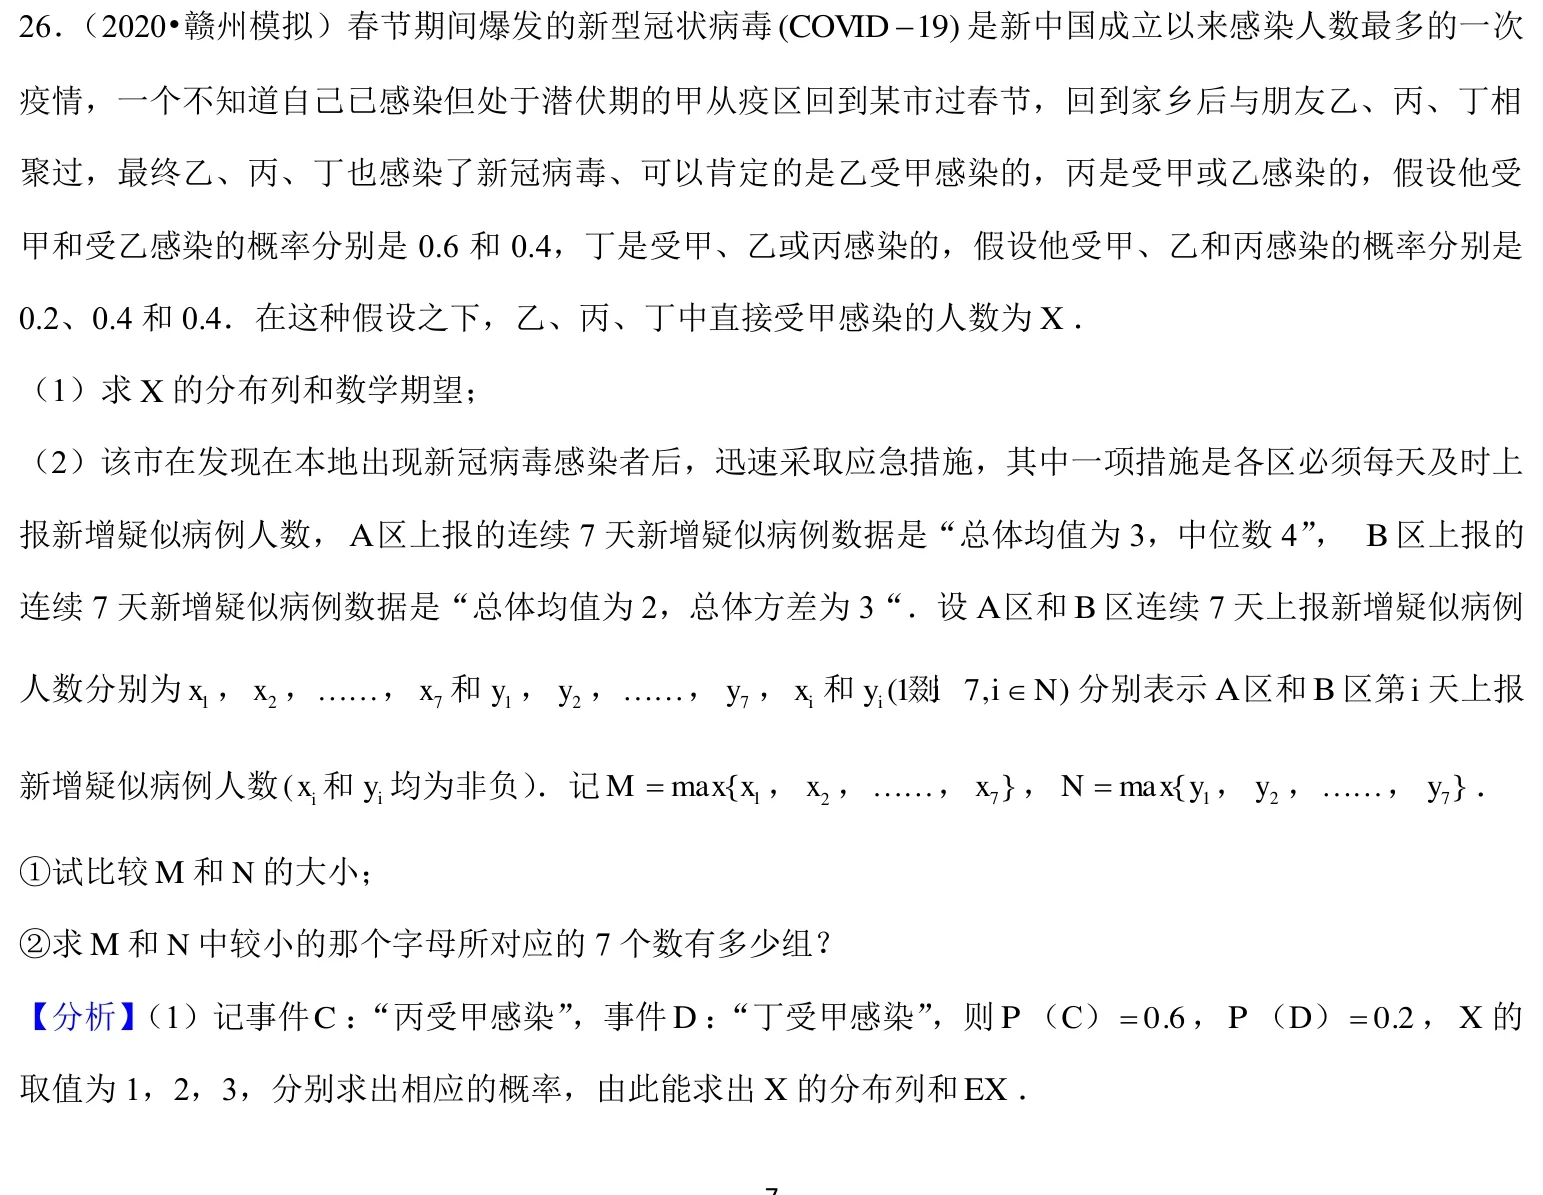 26.（2020•赣州模拟）春节期间爆发的新型冠状病毒(COVID－19)是新中国成立以来感染人数最多的一次
疫情，一个不知道自己已感染但处于潜伏期的甲从疫区回到某市过春节，回到家乡后与朋友乙、丙、丁相
聚过，最终乙、丙、丁也感染了新冠病毒、可以肯定的是乙受甲感染的，丙是受甲或乙感染的，假设他受
甲和受乙感染的概率分别是 0.6 和 0.4，丁是受甲、乙或丙感染的，假设他受甲、乙和丙感染的概率分别是
0.2、0.4 和 0.4．在这种假设之下，乙、丙、丁中直接受甲感染的人数为 X．
（1）求 X 的分布列和数学期望；
（2）该市在发现在本地出现新冠病毒感染者后，迅速采取应急措施，其中一项措施是各区必须每天及时上
报新增疑似病例人数，A区上报的连续 7 天新增疑似病例数据是“总体均值为 3，中位数 4”， B 区上报的
连续 7 天新增疑似病例数据是“总体均值为 2，总体方差为 3“．设 A区和 B 区连续 7 天上报新增疑似病例
人数分别为 x₁，x₂，……，x₇ 和 y₁，y₂，……，y₇，xᵢ 和 yᵢ(1剟i 7,i∈N) 分别表示 A区和 B 区第 i 天上报
新增疑似病例人数(xᵢ 和 yᵢ 均为非负)．记 M＝max{x₁，x₂，……，x₇}，N＝max{y₁，y₂，……，y₇}．
①试比较 M 和 N 的大小；
②求 M 和 N 中较小的那个字母所对应的 7 个数有多少组？
【分析】（1）记事件 C：“丙受甲感染”，事件 D：“丁受甲感染”，则 P（C）=0.6，P（D）=0.2，X 的
取值为 1，2，3，分别求出相应的概率，由此能求出 X 的分布列和 EX．
7